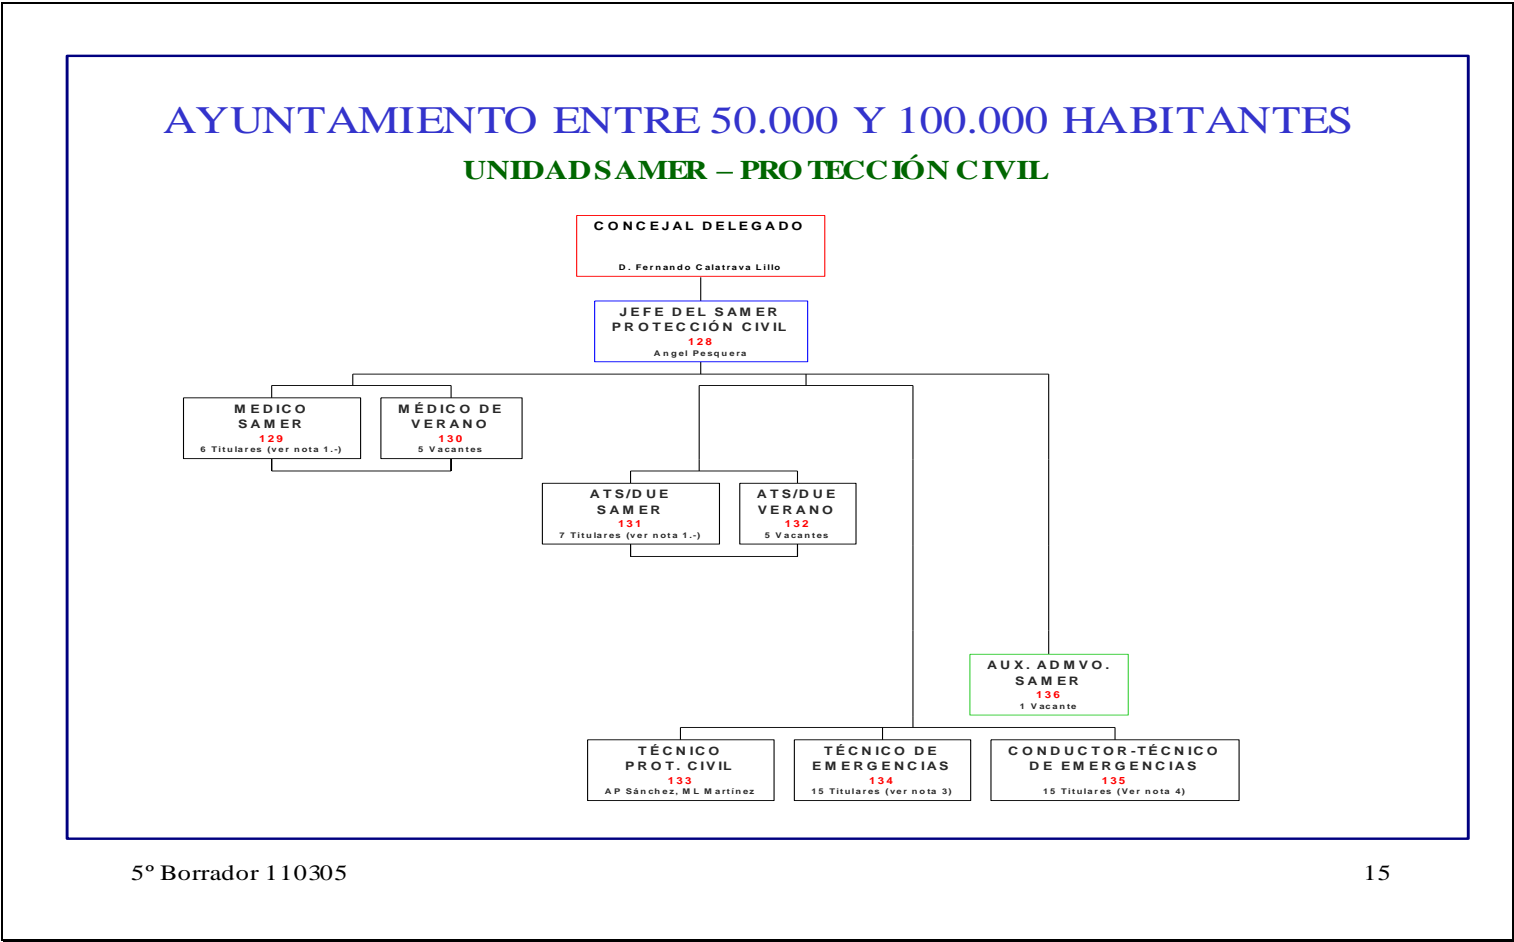 AYUNTAMIENTO ENTRE 50.000 Y 100.000 HABITANTES
UNIDAD SAMER – PROTECCIÓN CIVIL
CONCEJAL DELEGADO
D. Fernando Calatrava Lillo
JEFE DEL SAMER
PROTECCIÓN CIVIL
128
Angel Pesquera
MEDICO
SAMER
129
6 Titulares (ver nota 1.-)
MÉDICO DE
VERANO
130
5 Vacantes
ATS/DUE
SAMER
131
7 Titulares (ver nota 1.-)
ATS/DUE
VERANO
132
5 Vacantes
AUX. ADMVO.
SAMER
136
1 Vacante
TÉCNICO
PROT. CIVIL
133
AP Sánchez, ML Martínez
TÉCNICO DE
EMERGENCIAS
134
15 Titulares (ver nota 3)
CONDUCTOR-TÉCNICO
DE EMERGENCIAS
135
15 Titulares (Ver nota 4)
5º Borrador 110305
15